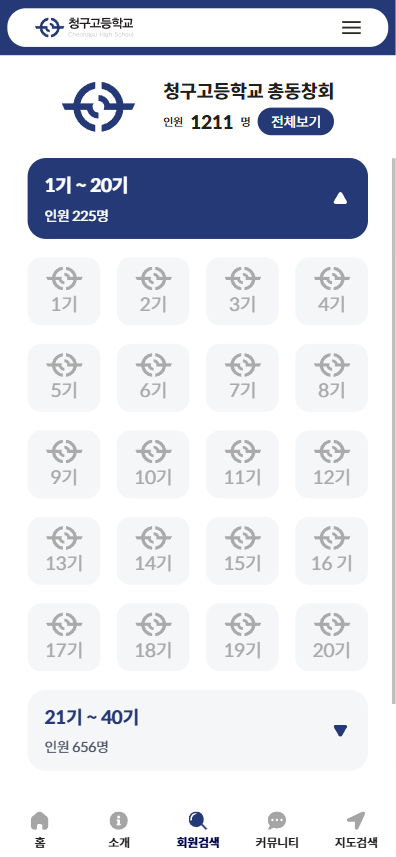 청구고등학교
Cheonggu High School
청구고등학교 총동창회
인원 1211 명 전체보기
1기 ~ 20기
인원 225명
1기 2기 3기 4기
5기 6기 7기 8기
9기 10기 11기 12기
13기 14기 15기 16 기
17기 18기 19기 20기
21기 ~ 40기
인원 656명
홈 소개 회원검색 커뮤니티 지도검색